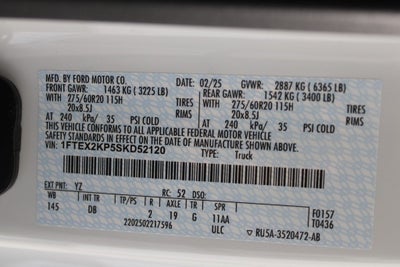 MFD. BY FORD MOTOR CO. 02/25 GVWR: 2887 KG ( 6365 LB)
FRONT GAWR: 1463 KG ( 3225 LB) REAR GAWR: 1542 KG ( 3400 LB)
WITH WITH
275/60R20 115H TIRES 275/60R20 115H TIRES
20x8.5J RIMS 20x8.5J RIMS
AT 240 kPa/ 35 PSI COLD AT 240 kPa/ 35 PSI COLD
THIS VEHICLE CONFORMS TO ALL APPLICABLE FEDERAL MOTOR VEHICLE
SAFETY STANDARDS IN EFFECT ON THE DATE OF MANUFACTURE SHOWN ABOVE.
VIN: 1FTEX2KP5SKD52120 TYPE: Truck
EXT PNT: YZ RC: 52 DSO:
WB INT TR R AXLE TR SPR F0157
145 DB 2 19 G 11AA T0436
2202502217596 ULC RU5A-3520472-AB